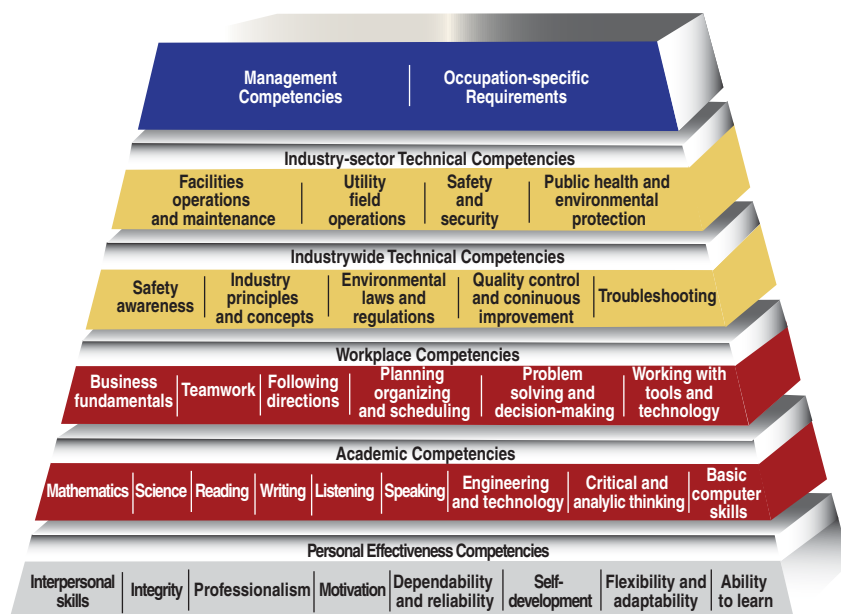 Management
Competencies
Occupation-specific
Requirements
Industry-sector Technical Competencies
Facilities
operations
and maintenance
Utility
field
operations
Safety
and
security
Public health and
environmental
protection
Industrywide Technical Competencies
Safety
awareness
Industry
principles
and concepts
Environmental
laws and
regulations
Quality control
and coninuous
improvement
Troubleshooting
Workplace Competencies
Business
fundamentals
Teamwork
Following
directions
Planning
organizing
and scheduling
Problem
solving and
decision-making
Working with
tools and
technology
Academic Competencies
Mathematics
Science
Reading
Writing
Listening
Speaking
Engineering
and technology
Critical and
analytic thinking
Basic
computer
skills
Personal Effectiveness Competencies
Interpersonal
skills
Integrity
Professionalism
Motivation
Dependability
and reliability
Self-
development
Flexibility and
adaptability
Ability
to learn